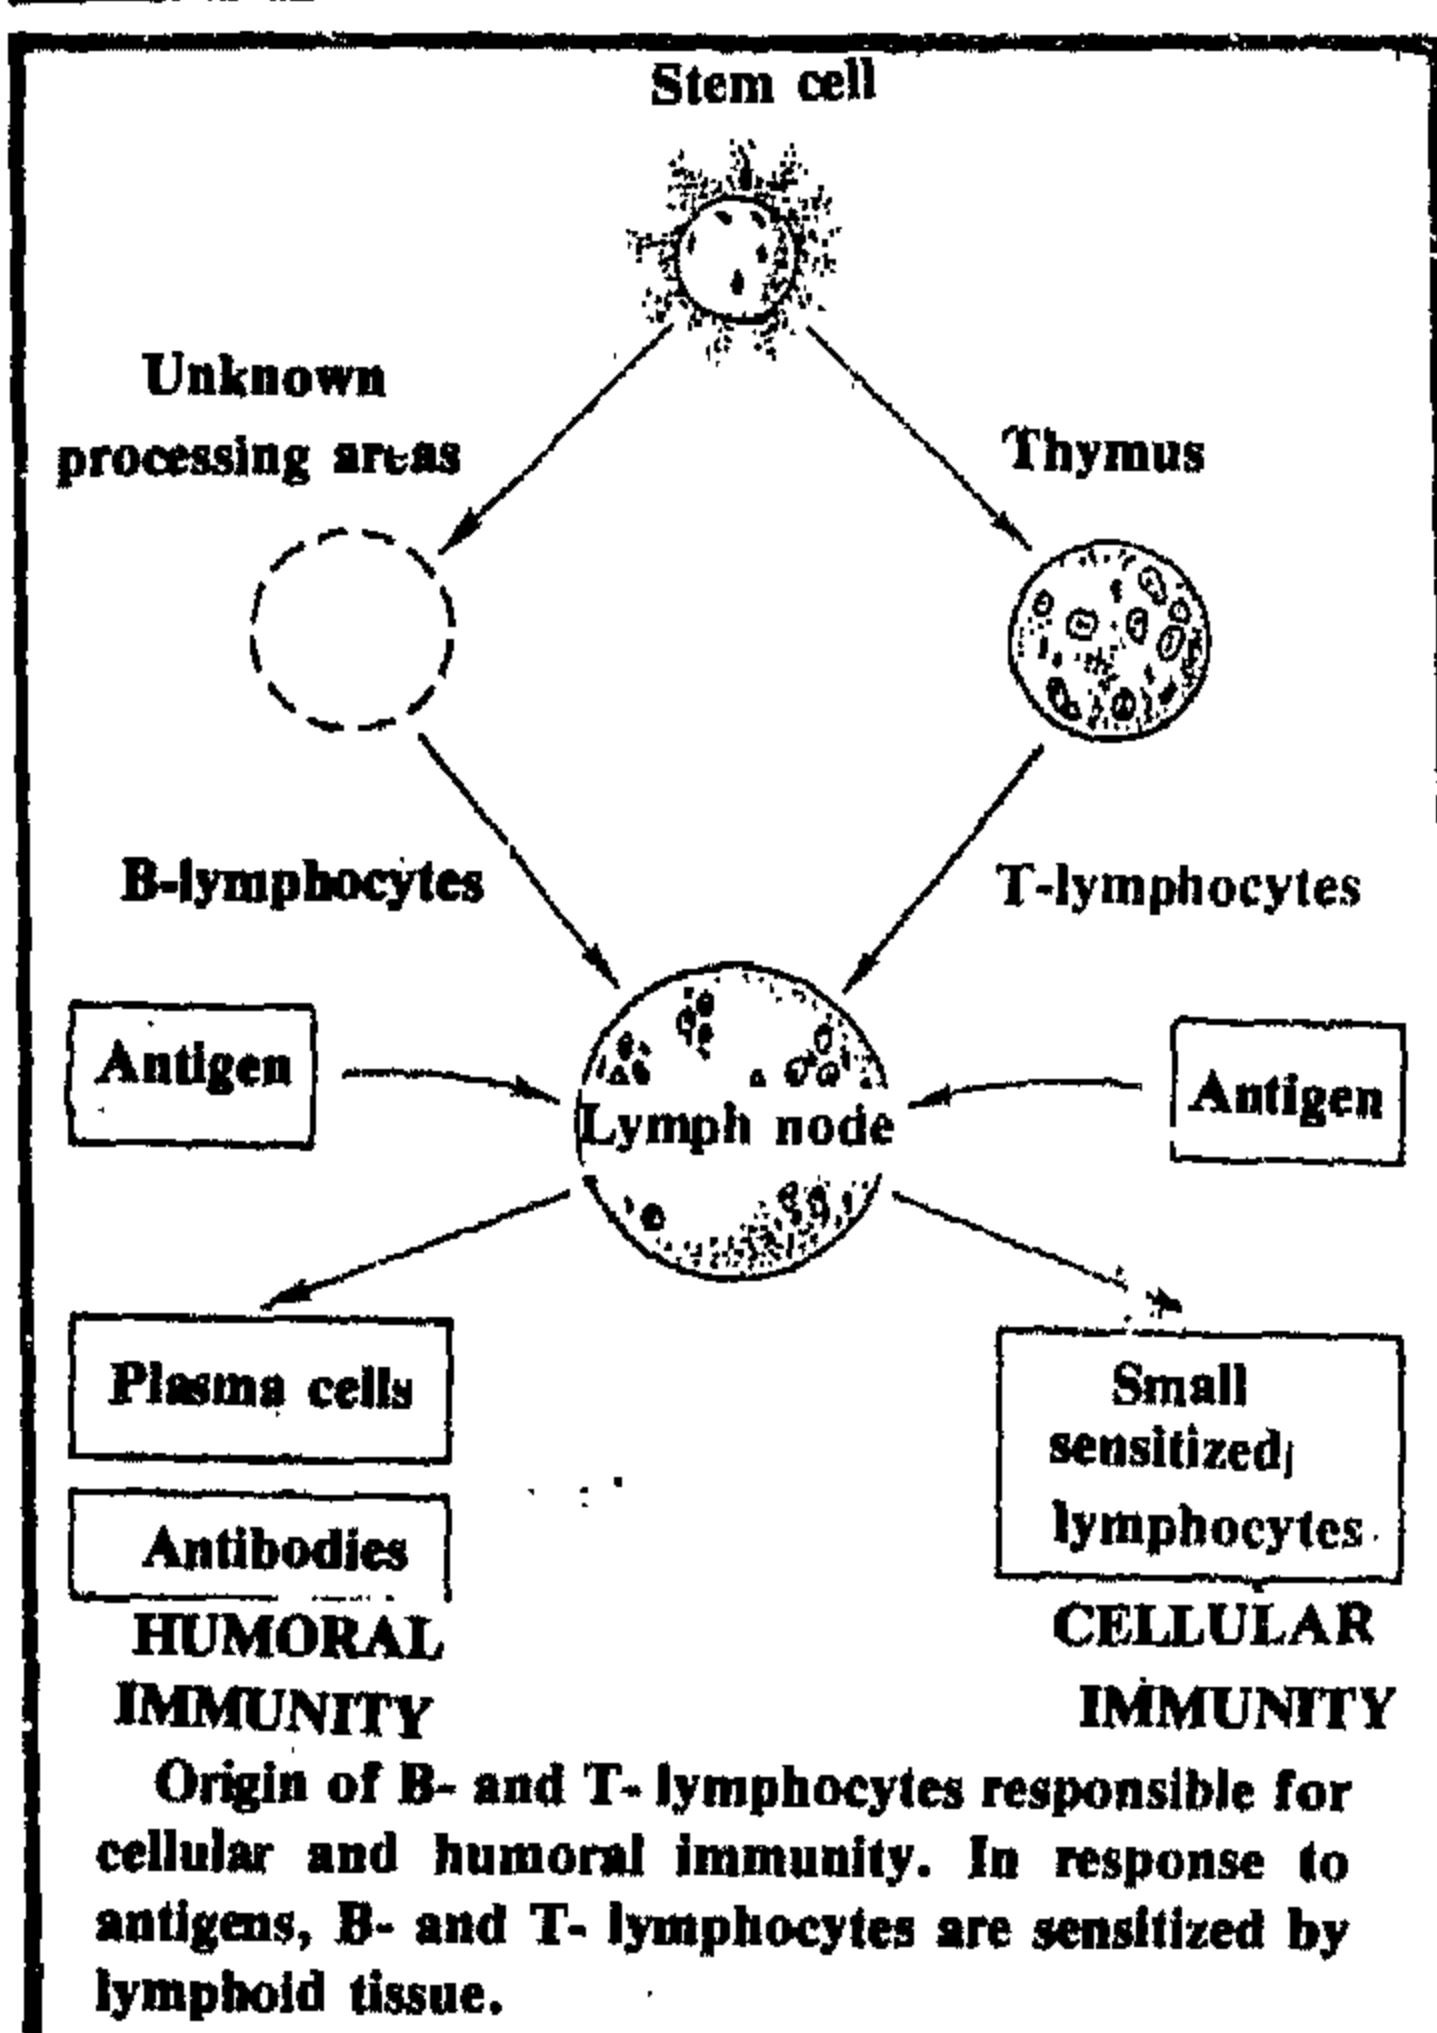 Stem cell
Unknown
processing areas
Thymus
B-lymphocytes
T-lymphocytes
Antigen
Antigen
Lymph node
Plasma cells
Small
sensitized
lymphocytes
Antibodies
HUMORAL
IMMUNITY
CELLULAR
IMMUNITY
Origin of B- and T- lymphocytes responsible for
cellular and humoral immunity. In response to
antigens, B- and T- lymphocytes are sensitized by
lymphoid tissue.